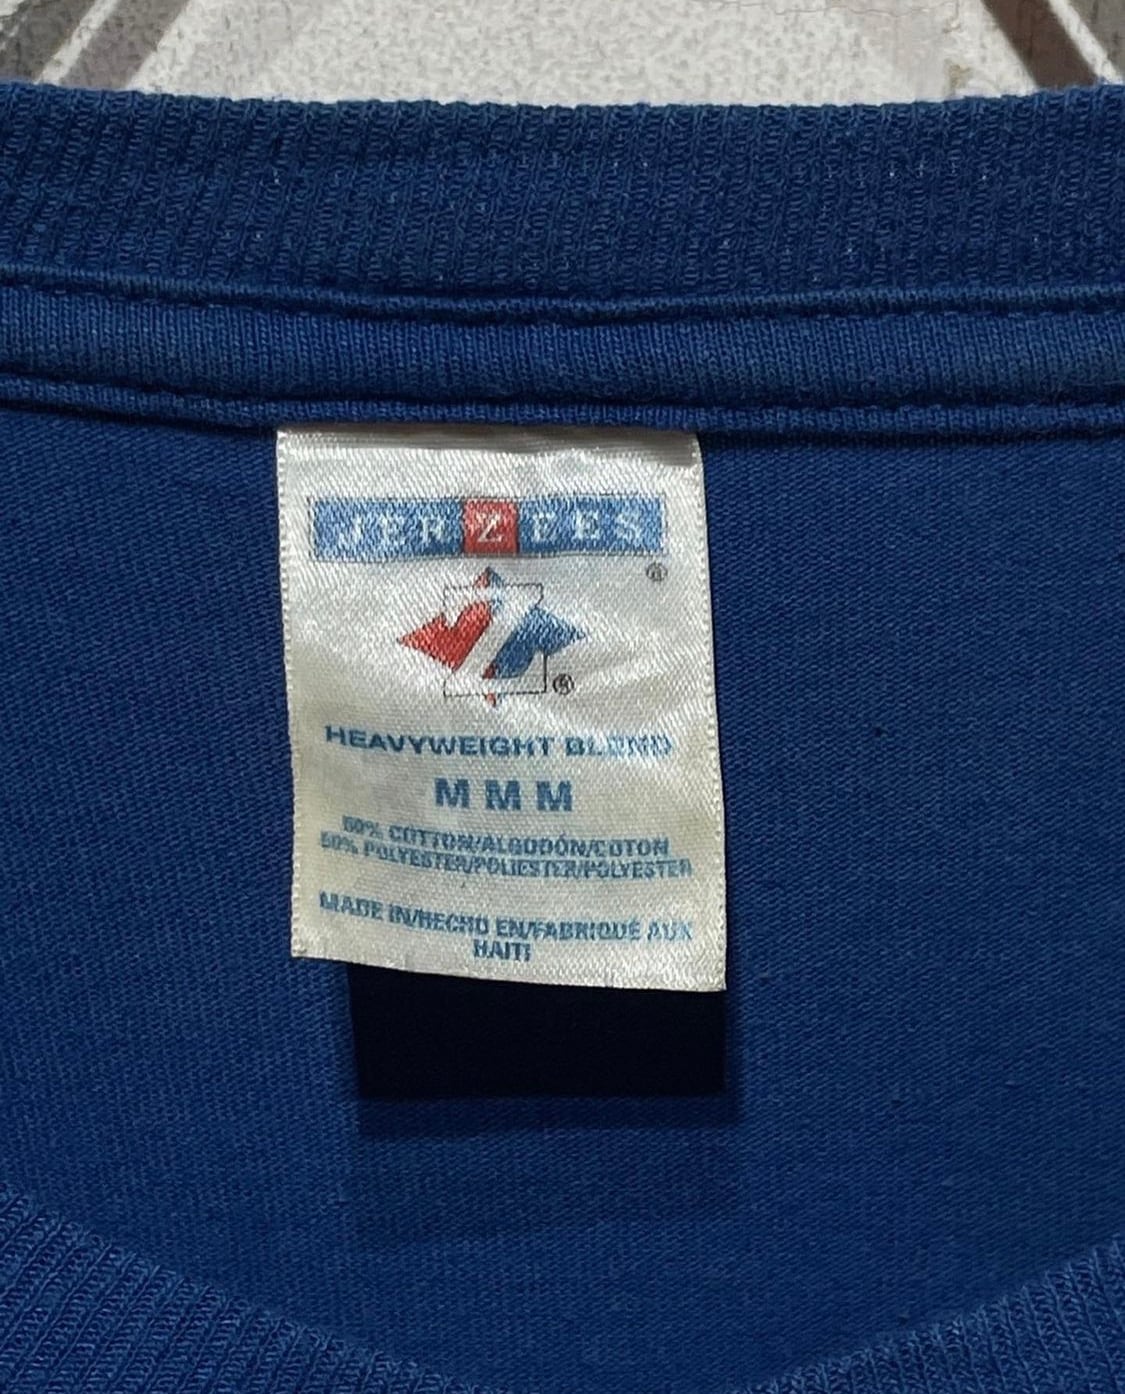 JERZEES
®
Z
®
HEAVYWEIGHT BLEND
M M M
50% COTTON/ALGODÓN/COTON
50% POLYESTER/POLIESTER/POLYESTER
MADE IN/HECHO EN/FABRIQUÉ AUX
HAITI